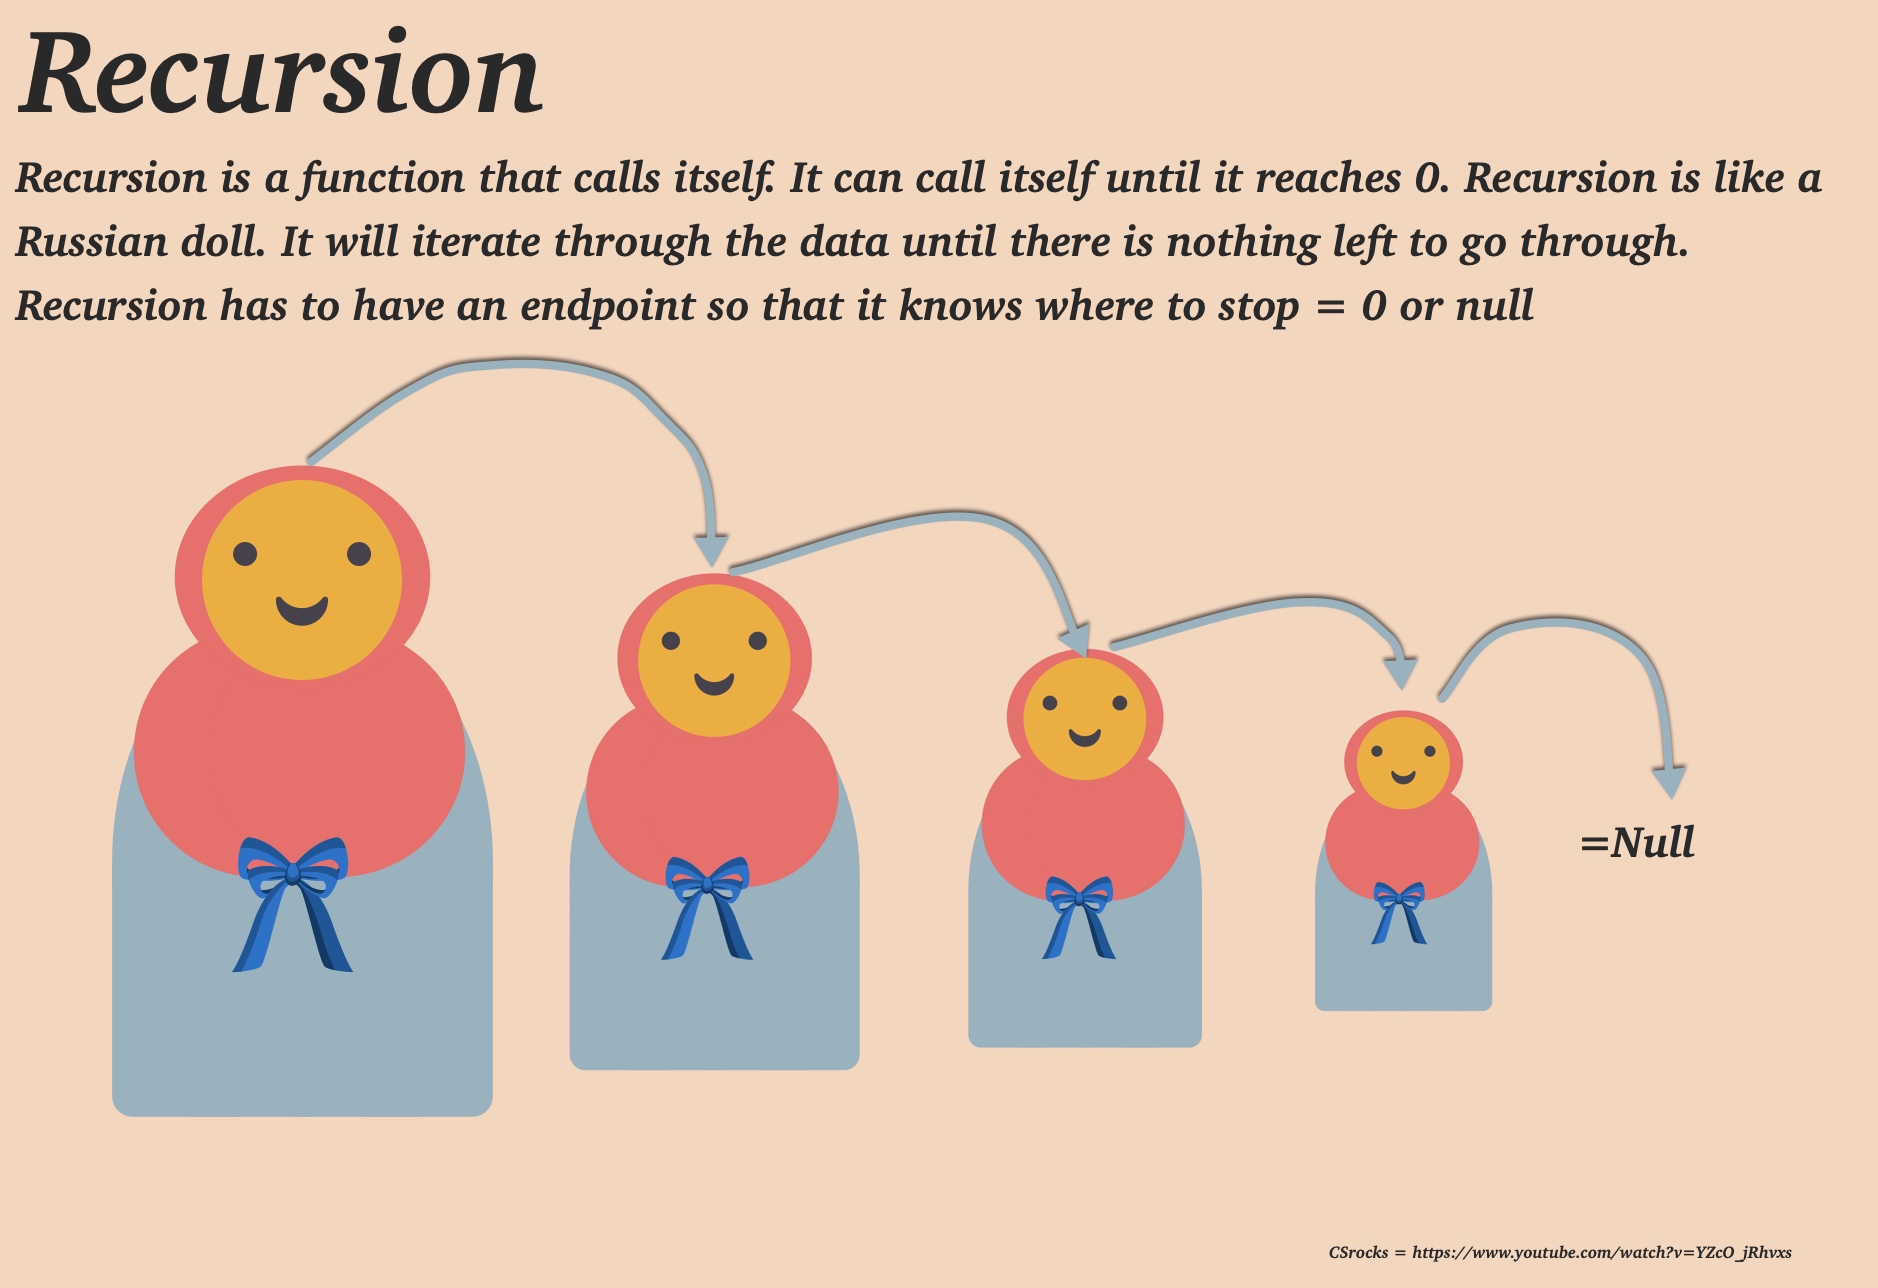 Recursion
Recursion is a function that calls itself. It can call itself until it reaches 0. Recursion is like a
Russian doll. It will iterate through the data until there is nothing left to go through.
Recursion has to have an endpoint so that it knows where to stop = 0 or null
=Null
CSrocks = https://www.youtube.com/watch?v=YZcO_jRhvxs